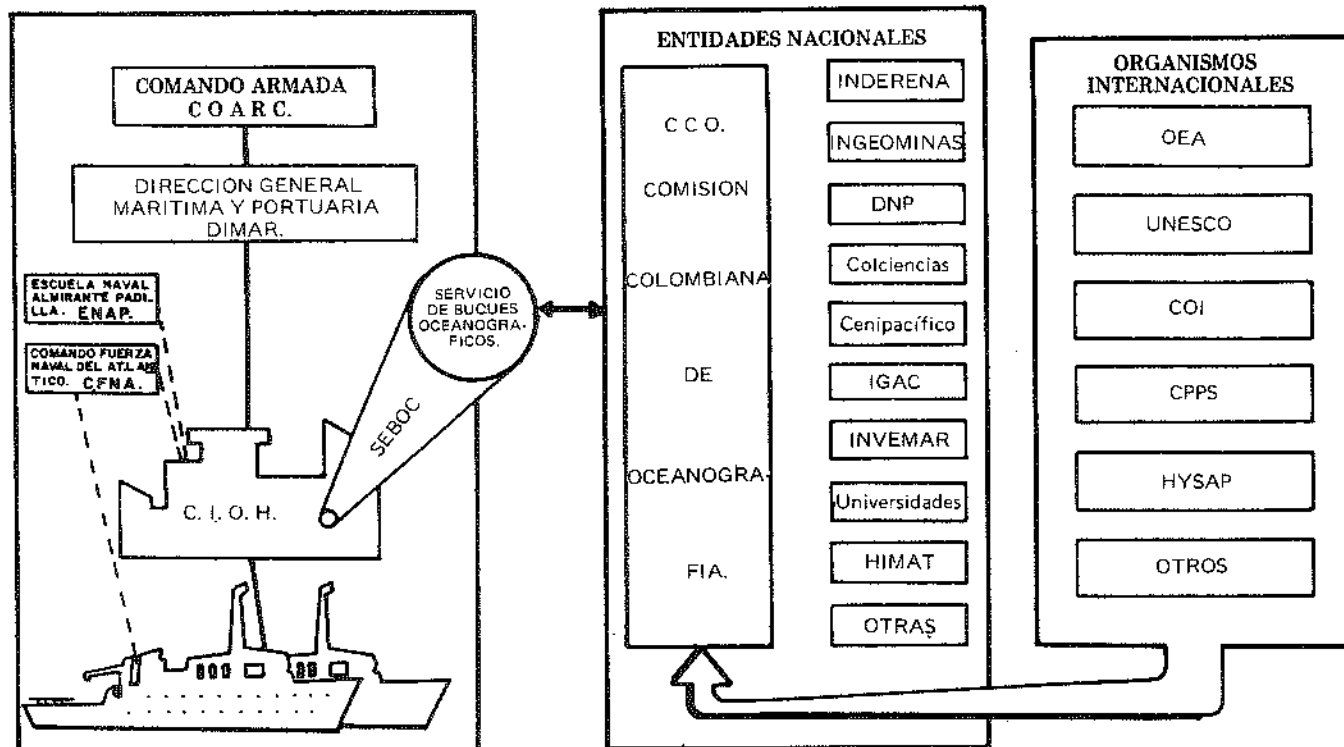 COMANDO ARMADA
C O A R C.
DIRECCION GENERAL
MARITIMA Y PORTUARIA
DIMAR.
ESCUELA NAVAL
ALMIRANTE PADIL
LLA. ENAP.
COMANDO FUERZA
NAVAL DEL ATLAN
TICO. CFNA.
SERVICIO
DE BUCUES
OCEANOGRA-
FICOS.
SEBOC
C. I. O. H.
ENTIDADES NACIONALES
C C O.
COMISION
COLOMBIANA
DE
OCEANOGRA-
FIA.
INDERENA
INGEOMINAS
DNP
Colciencias
Cenipacífico
IGAC
INVEMAR
Universidades
HIMAT
OTRAS
ORGANISMOS
INTERNACIONALES
OEA
UNESCO
COI
CPPS
HYSAP
OTROS